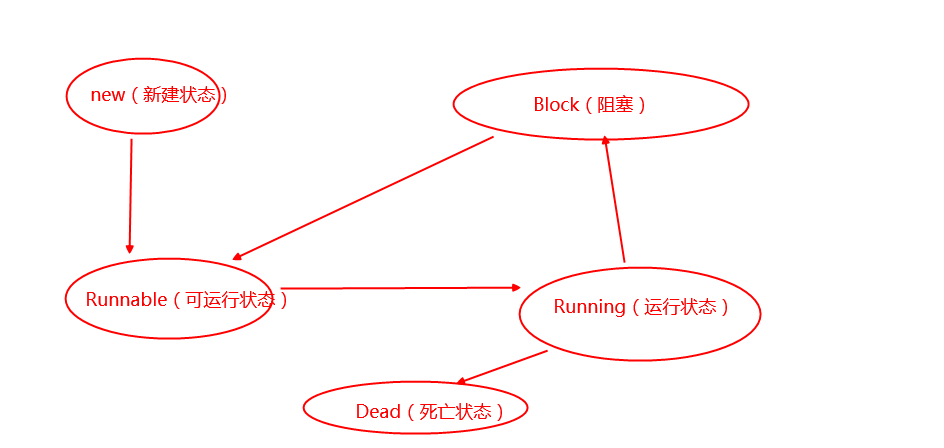 new（新建状态）
Block（阻塞）
Runnable（可运行状态）
Running（运行状态）
Dead（死亡状态）